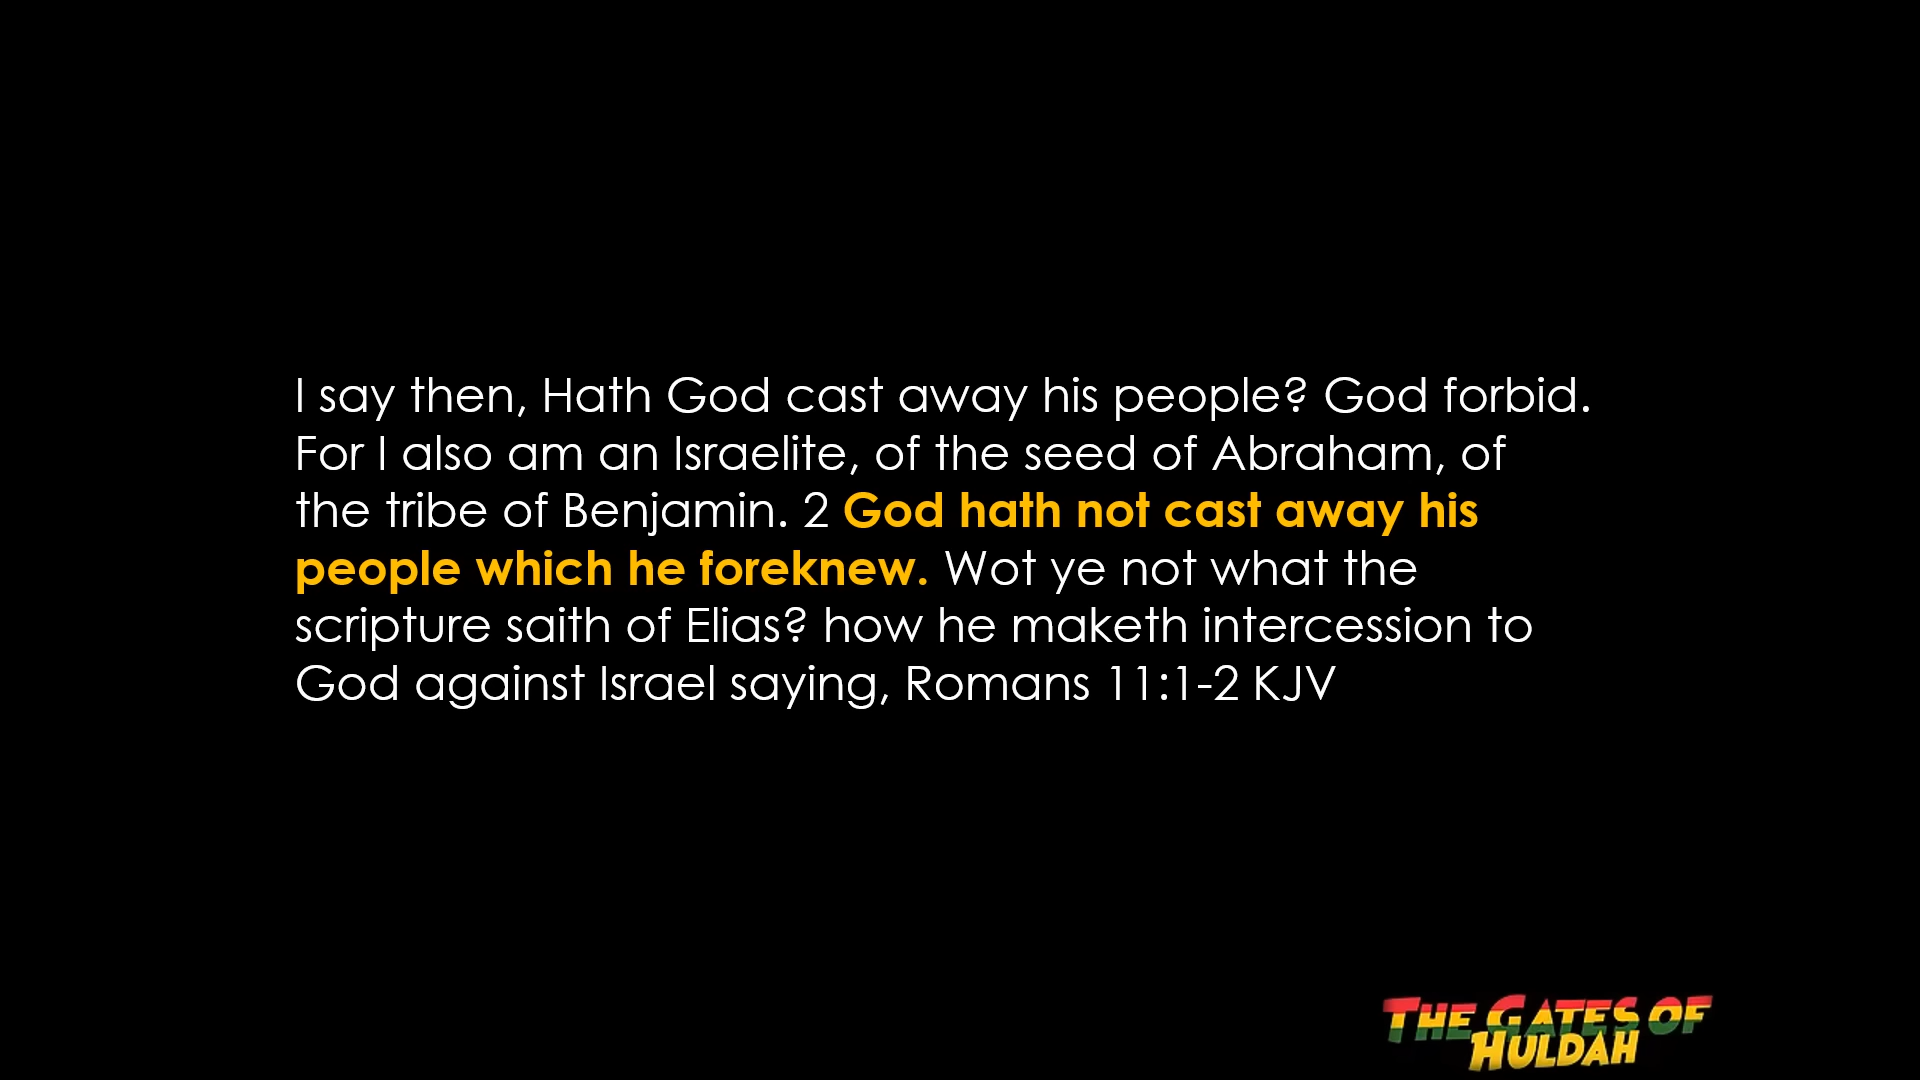 I say then, Hath God cast away his people? God forbid.
For I also am an Israelite, of the seed of Abraham, of
the tribe of Benjamin. 2 God hath not cast away his
people which he foreknew. Wot ye not what the
scripture saith of Elias? how he maketh intercession to
God against Israel saying, Romans 11:1-2 KJV
THE GATES OF
HULDAH